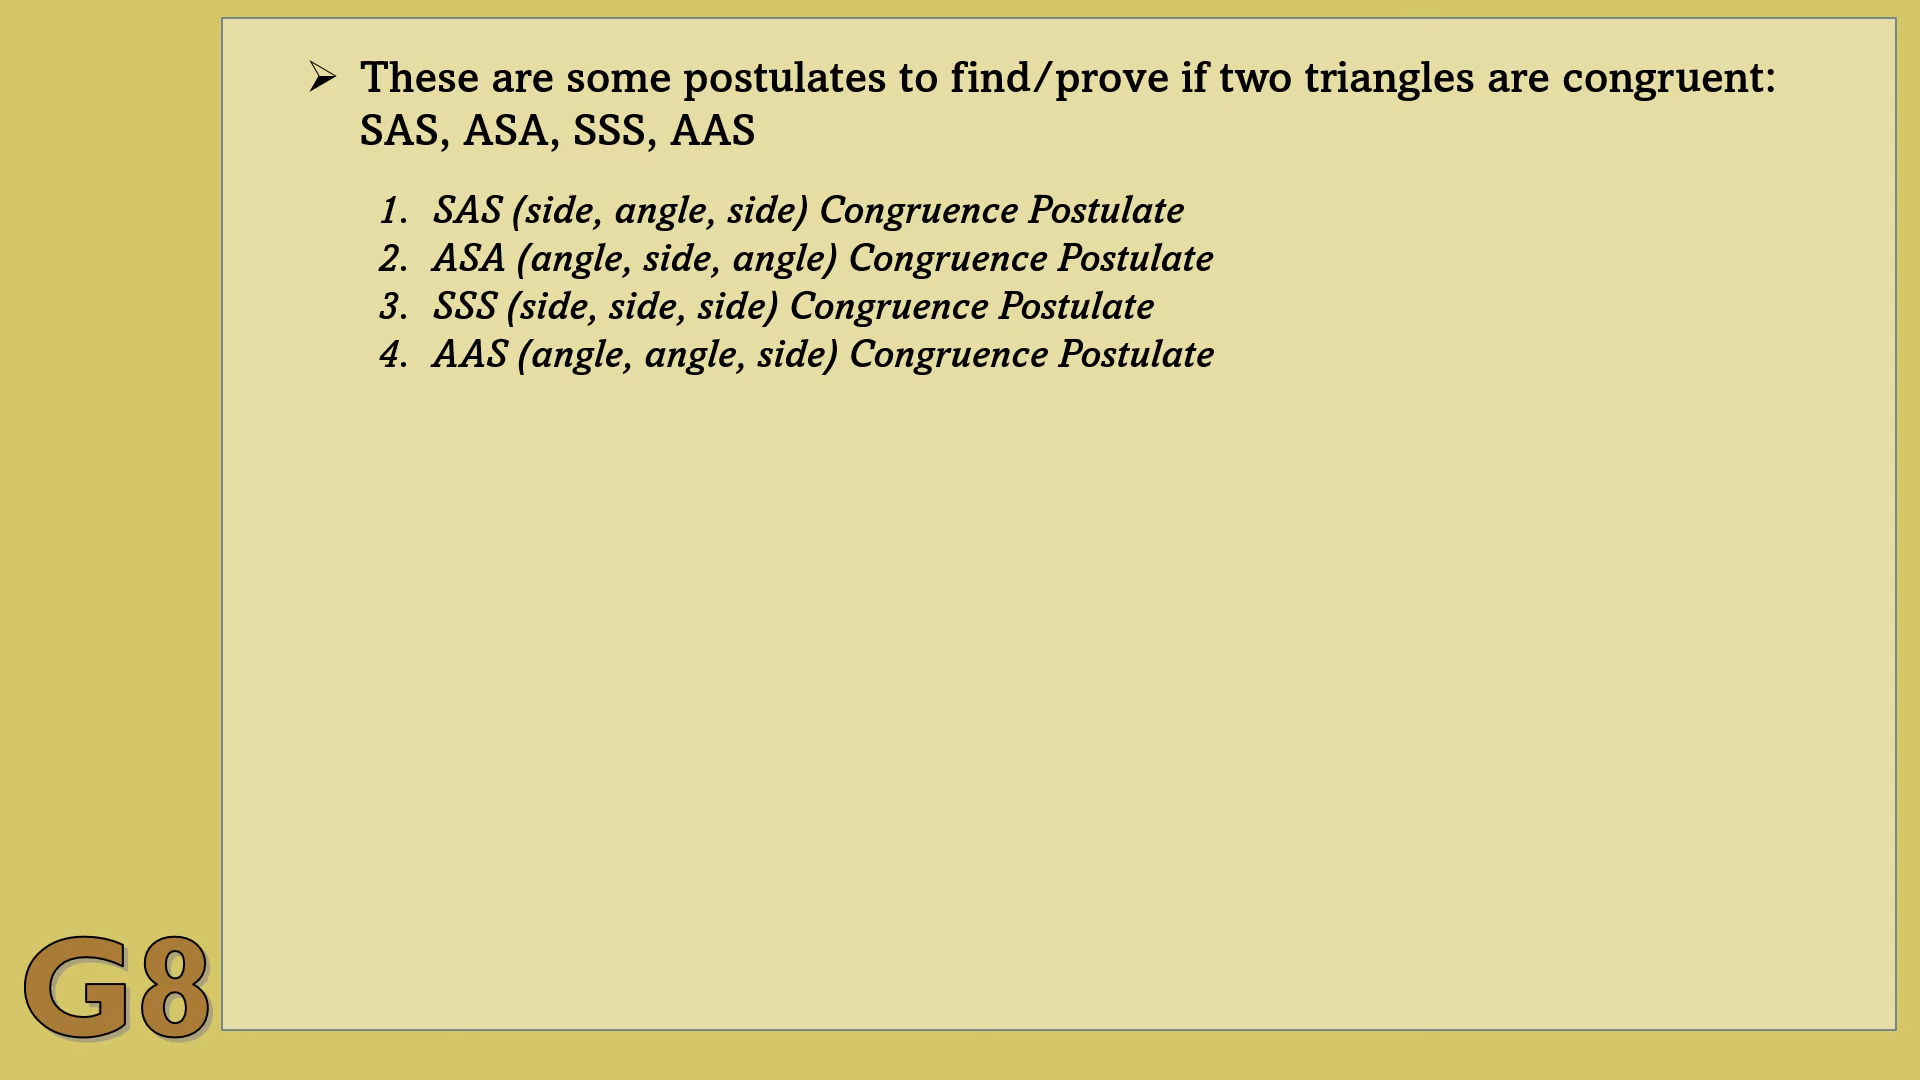 ➢ These are some postulates to find/prove if two triangles are congruent:
SAS, ASA, SSS, AAS
1. SAS (side, angle, side) Congruence Postulate
2. ASA (angle, side, angle) Congruence Postulate
3. SSS (side, side, side) Congruence Postulate
4. AAS (angle, angle, side) Congruence Postulate
G8